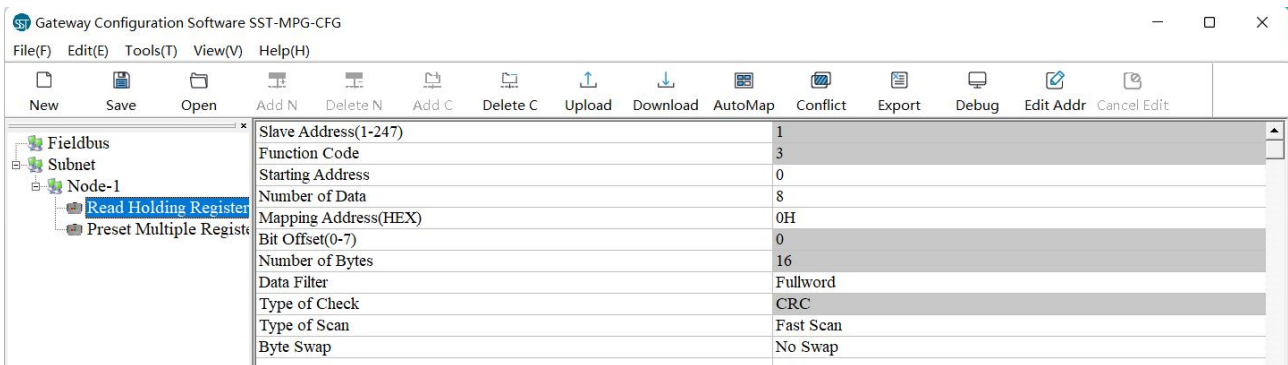 SST Gateway Configuration Software SST-MPG-CFG
File(F) Edit(E) Tools(T) View(V) Help(H)
New Save Open Add N Delete N Add C Delete C Upload Download AutoMap Conflict Export Debug Edit Addr Cancel Edit
Fieldbus
Subnet
Node-1
Read Holding Register
Preset Multiple Registe
Slave Address(1-247) 1
Function Code 3
Starting Address 0
Number of Data 8
Mapping Address(HEX) 0H
Bit Offset(0-7) 0
Number of Bytes 16
Data Filter Fullword
Type of Check CRC
Type of Scan Fast Scan
Byte Swap No Swap